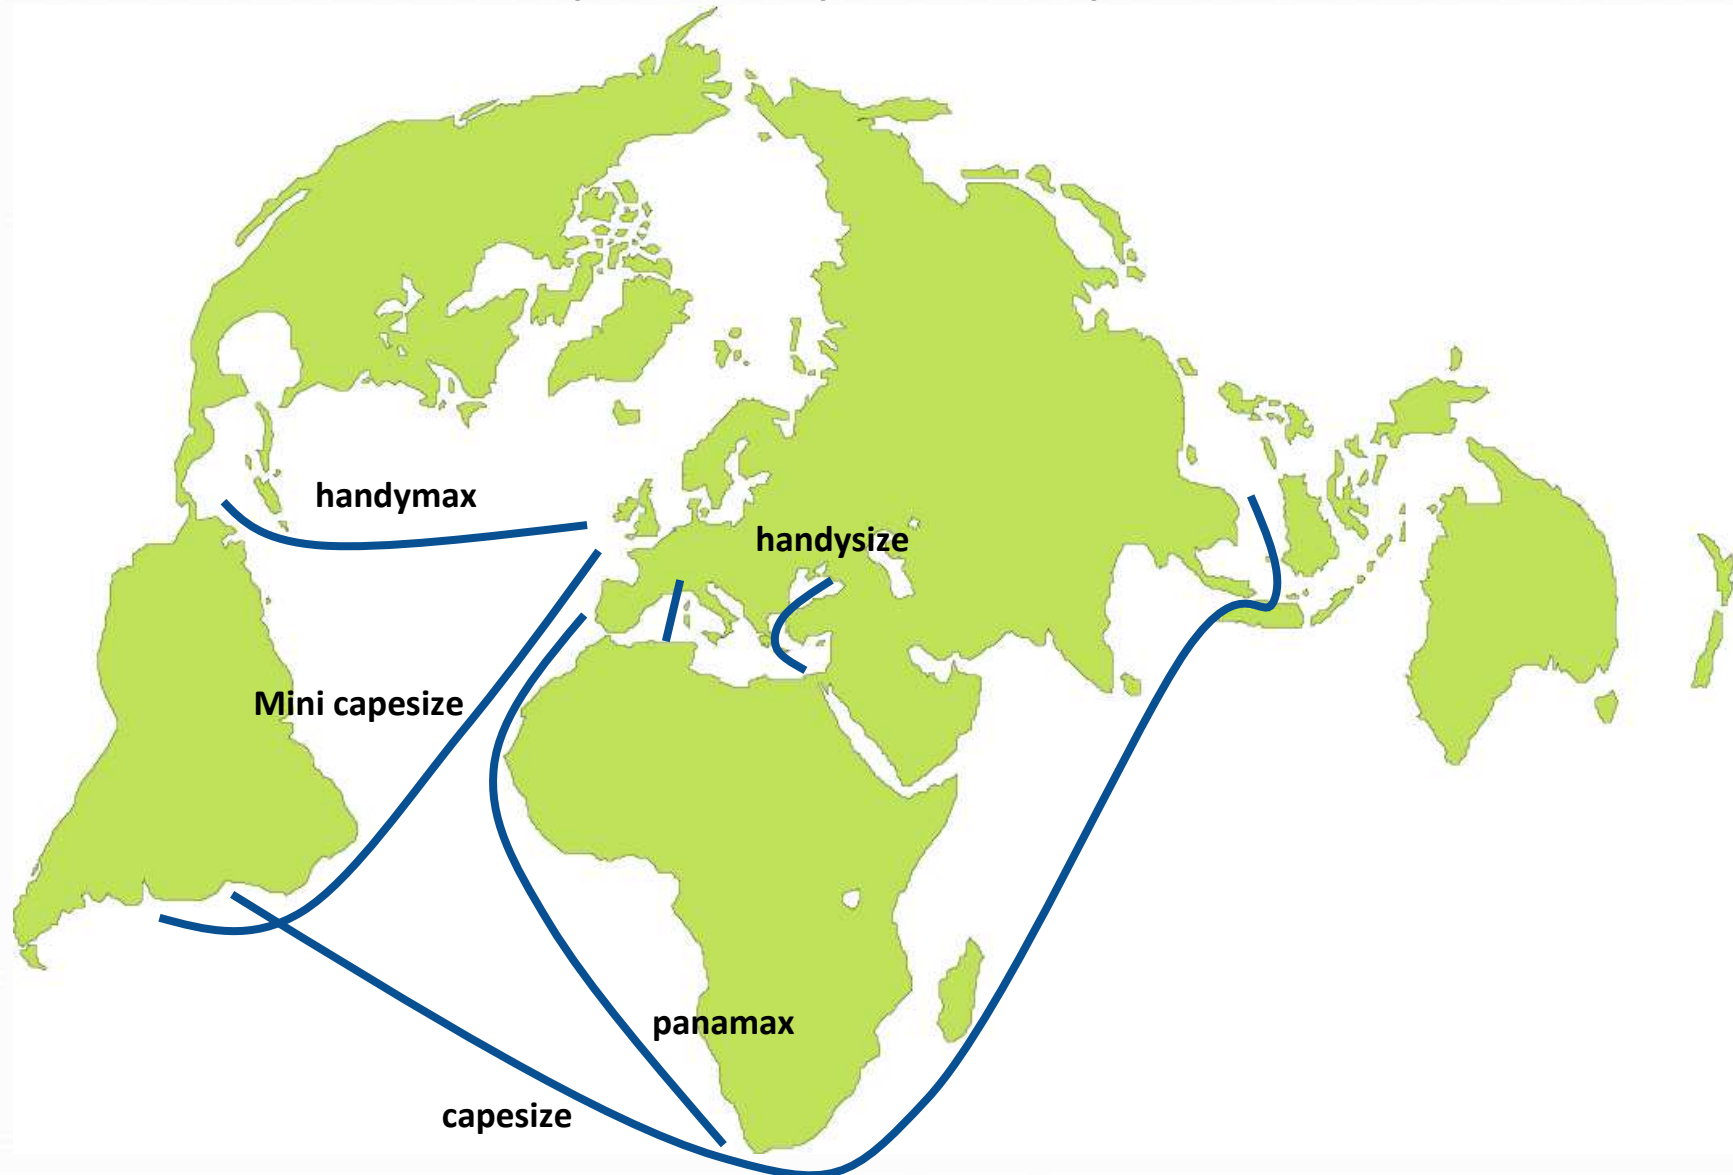 handymax
handysize
Mini capesize
panamax
capesize